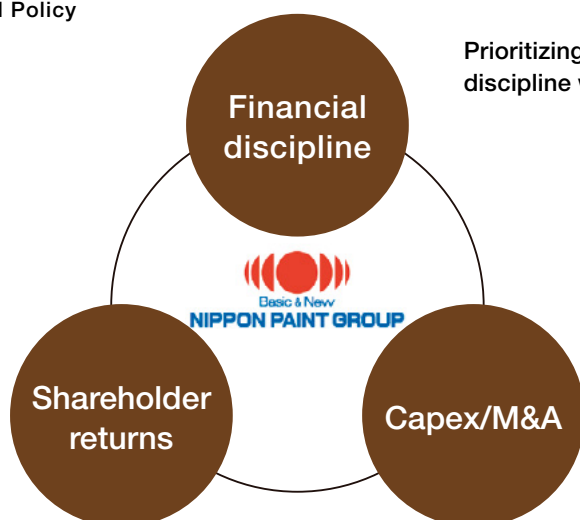 Policy
Prioritizing
discipline
Financial
discipline
Basic & New
NIPPON PAINT GROUP
Shareholder
returns
Capex/M&A